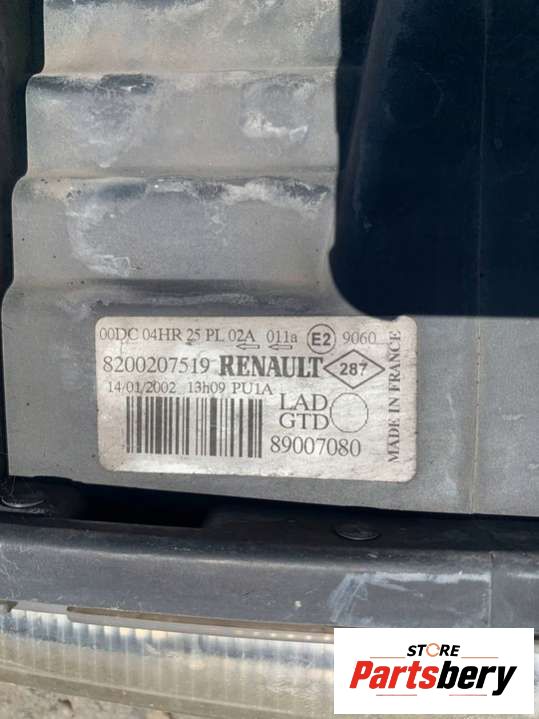 00DC 04HR 25 PL 02A 011a E2 9060
8200207519 RENAULT 287
14/01/2002 13h09 PU1A
LAD
GTD
89007080
MADE IN FRANCE
STORE
Partsbery